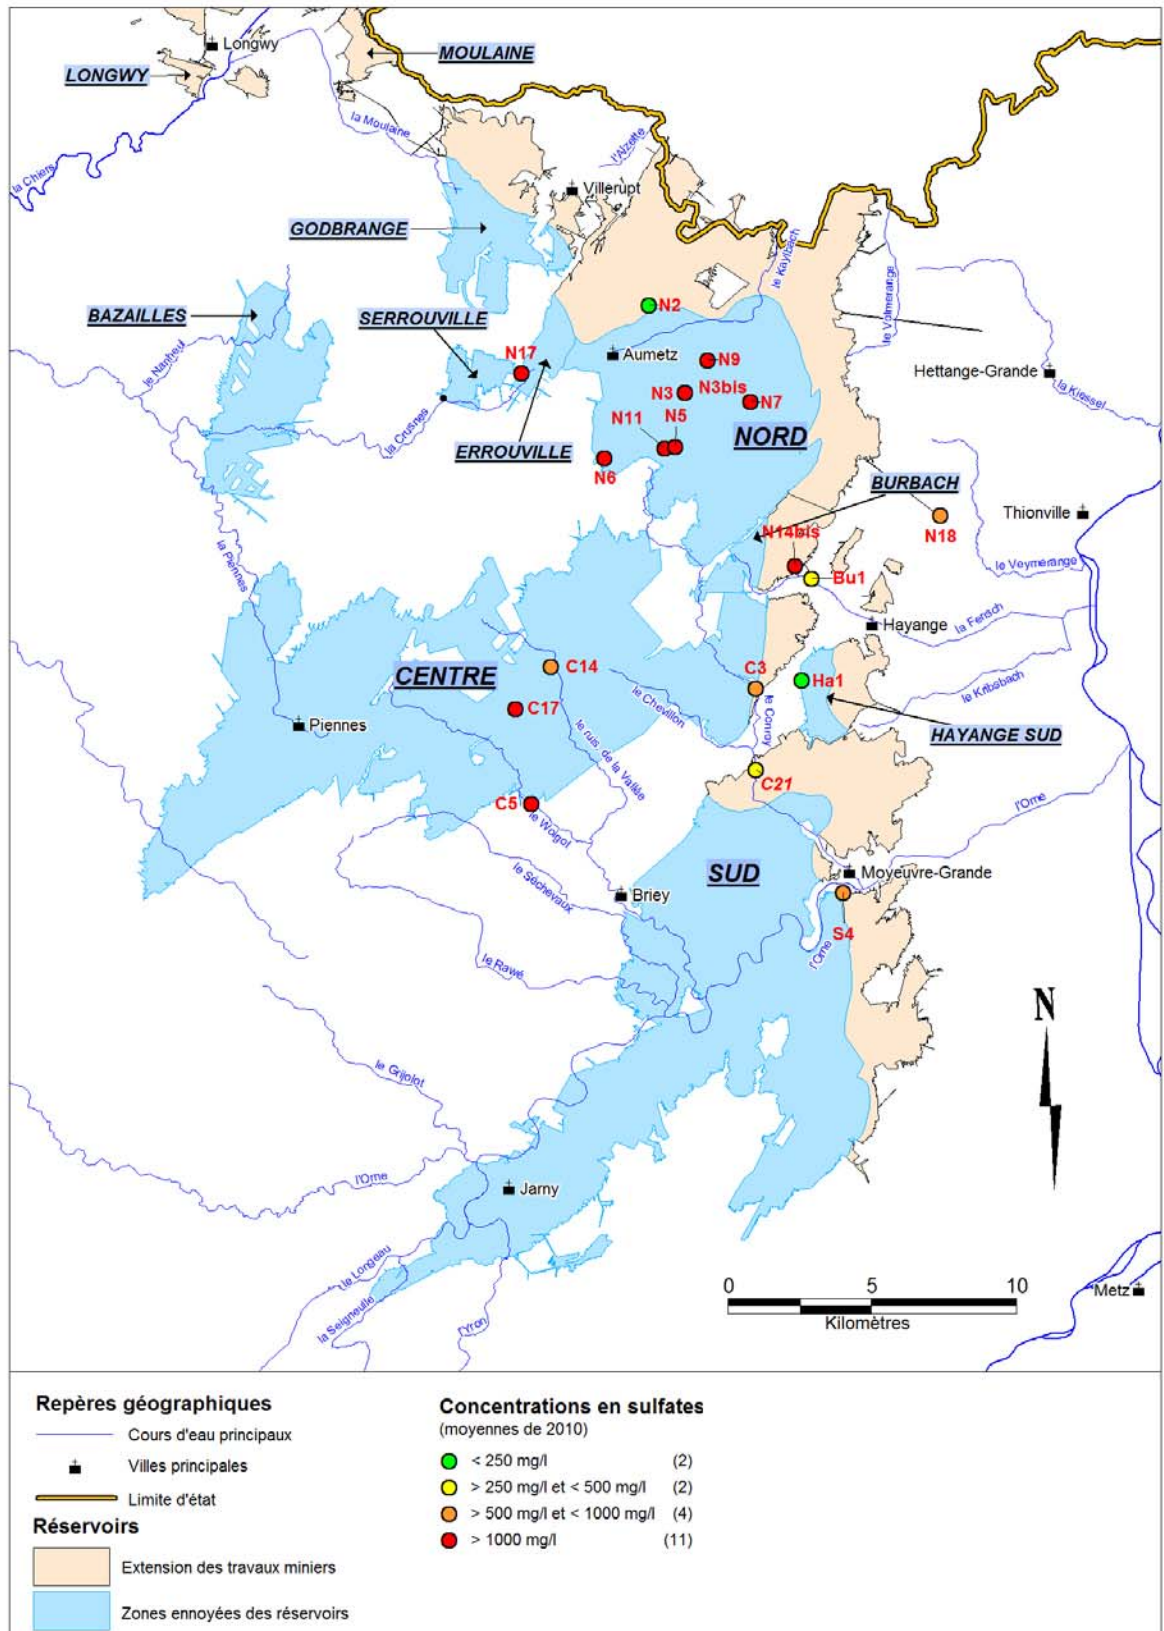 Longwy
MOULAINE
LONGWY
la Moulaine
l'Alzette
la Chiers
Villerupt
GODBRANGE
le Kaylbach
le Volmerange
BAZAILLES
SERROUVILLE
N2
Aumetz
N17
N9
Hettange-Grande
le Nanheul
N3
N3bis
N7
la Kiessel
la Crusnes
N11
N5
NORD
ERROUVILLE
N6
BURBACH
Thionville
N14bis
N18
la Piennes
le Veymerange
Bu1
Hayange
la Fensch
C14
CENTRE
C3
Ha1
le Chevillon
le Kribsbach
C17
le Conroy
Piennes
le ruis. de la Vallée
HAYANGE SUD
C21
C5
le Woigot
l'Orne
SUD
Moyeuvre-Grande
le Séchevaux
Briey
S4
l'Orne
le Rawé
N
le Grijolot
l'Orne
Jarny
le Longeau
0 5 10
Metz
la Seigneulle
Kilomètres
l'Yron
Repères géographiques
Cours d'eau principaux
Villes principales
Limite d'état
Réservoirs
Extension des travaux miniers
Zones ennoyées des réservoirs
Concentrations en sulfates
(moyennes de 2010)
< 250 mg/l (2)
> 250 mg/l et < 500 mg/l (2)
> 500 mg/l et < 1000 mg/l (4)
> 1000 mg/l (11)